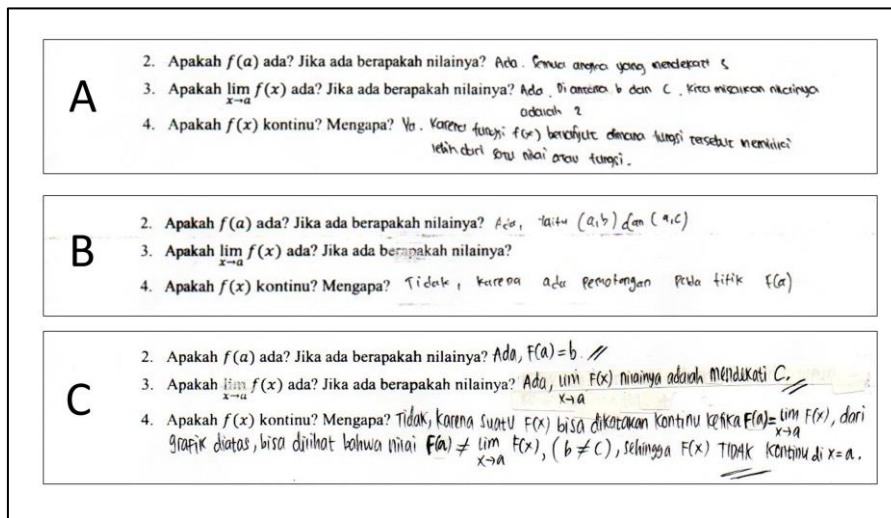 A
2. Apakah f(a) ada? Jika ada berapakah nilainya? Ada. Semua angka yang mendekati
3. Apakah lim f(x) ada? Jika ada berapakah nilainya? Ada. Di antara b dan c. Kita misalkan nilainya
x→a
adalah 2
4. Apakah f(x) kontinu? Mengapa? Ya. Karena fungsi f(x) berlanjut dimana fungsi tersebut memiliki
lebih dari satu nilai atau fungsi.
B
2. Apakah f(a) ada? Jika ada berapakah nilainya? Ada, Yaitu (a,b) dan (a,c)
3. Apakah lim f(x) ada? Jika ada berapakah nilainya?
x→a
4. Apakah f(x) kontinu? Mengapa? Tidak, karena ada pemotongan pada titik F(a)
C
2. Apakah f(a) ada? Jika ada berapakah nilainya? Ada, F(a)=b.
3. Apakah lim f(x) ada? Jika ada berapakah nilainya? Ada, lim F(x) nilainya adalah mendekati C.
x→a x→a
4. Apakah f(x) kontinu? Mengapa? Tidak, karena suatu F(x) bisa dikatakan kontinu ketika F(a)=lim F(x), dari
x→a
grafik diatas, bisa dilihat bahwa nilai F(a) ≠ lim F(x), (b ≠ C), sehingga F(x) TIDAK kontinu di x=a.
x→a